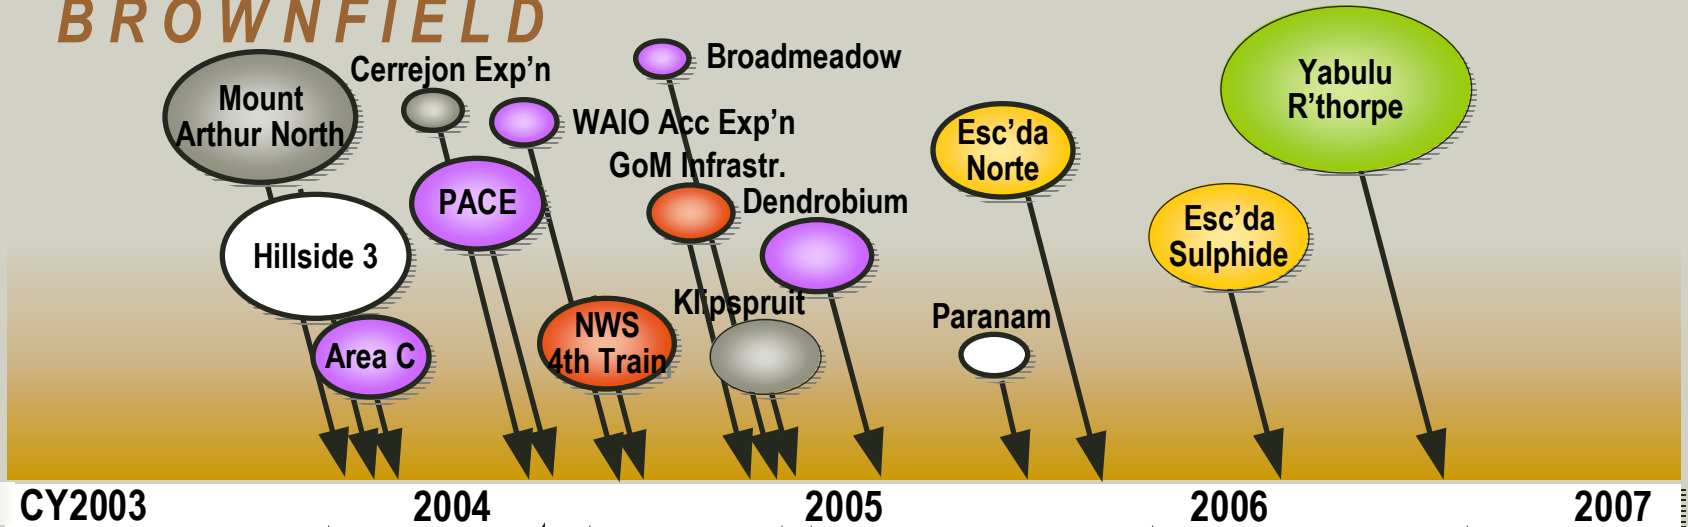 BROWNFIELD
Mount
Arthur North
Cerrejon Exp'n
Broadmeadow
WAIO Acc Exp'n
GoM Infrastr.
Dendrobium
PACE
Hillside 3
Area C
NWS
4th Train
Klipspruit
Esc'da
Norte
Paranam
Esc'da
Sulphide
Yabulu
R'thorpe
CY2003
2004
2005
2006
2007